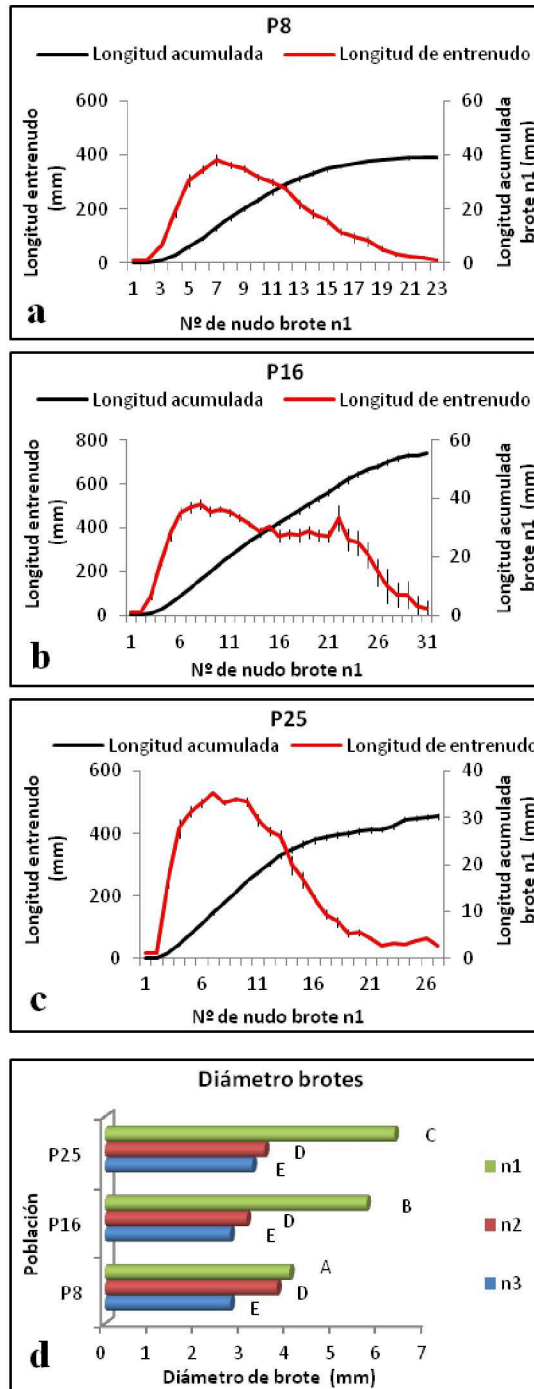 P8
Longitud acumulada Longitud de entrenudo
Longitud entrenudo (mm)
600
400
200
0
60
40
20
0
Longitud acumulada brote n1 (mm)
1 3 5 7 9 11 13 15 17 19 21 23
Nº de nudo brote n1
a
P16
Longitud acumulada Longitud de entrenudo
Longitud entrenudo (mm)
800
600
400
200
0
60
40
20
0
Longitud acumulada brote n1 (mm)
1 6 11 16 21 26 31
Nº de nudo brote n1
b
P25
Longitud acumulada Longitud de entrenudo
Longitud entrenudo (mm)
600
400
200
0
40
30
20
10
0
Longitud acumulada brote n1 (mm)
1 6 11 16 21 26
Nº de nudo brote n1
c
Diámetro brotes
Población
P25
C
D
E
P16
B
D
E
P8
A
D
E
n1
n2
n3
0 1 2 3 4 5 6 7
Diámetro de brote (mm)
d